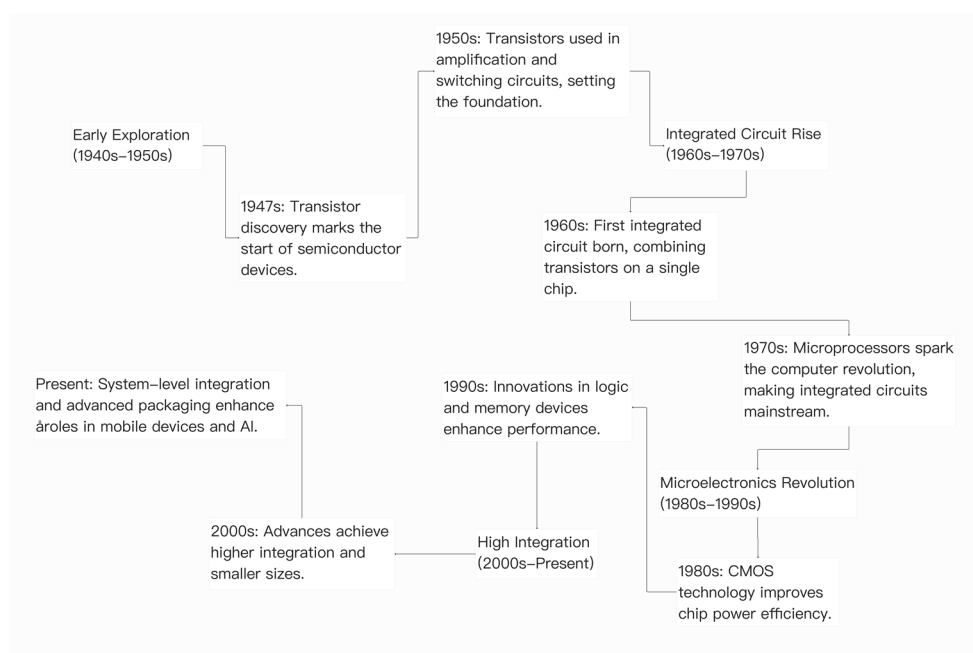 Early Exploration
(1940s–1950s)
1947s: Transistor
discovery marks the
start of semiconductor
devices.
1950s: Transistors used in
amplification and
switching circuits, setting
the foundation.
Integrated Circuit Rise
(1960s–1970s)
1960s: First integrated
circuit born, combining
transistors on a single
chip.
1970s: Microprocessors spark
the computer revolution,
making integrated circuits
mainstream.
Microelectronics Revolution
(1980s–1990s)
1980s: CMOS
technology improves
chip power efficiency.
1990s: Innovations in logic
and memory devices
enhance performance.
High Integration
(2000s–Present)
2000s: Advances achieve
higher integration and
smaller sizes.
Present: System–level integration
and advanced packaging enhance
åroles in mobile devices and AI.